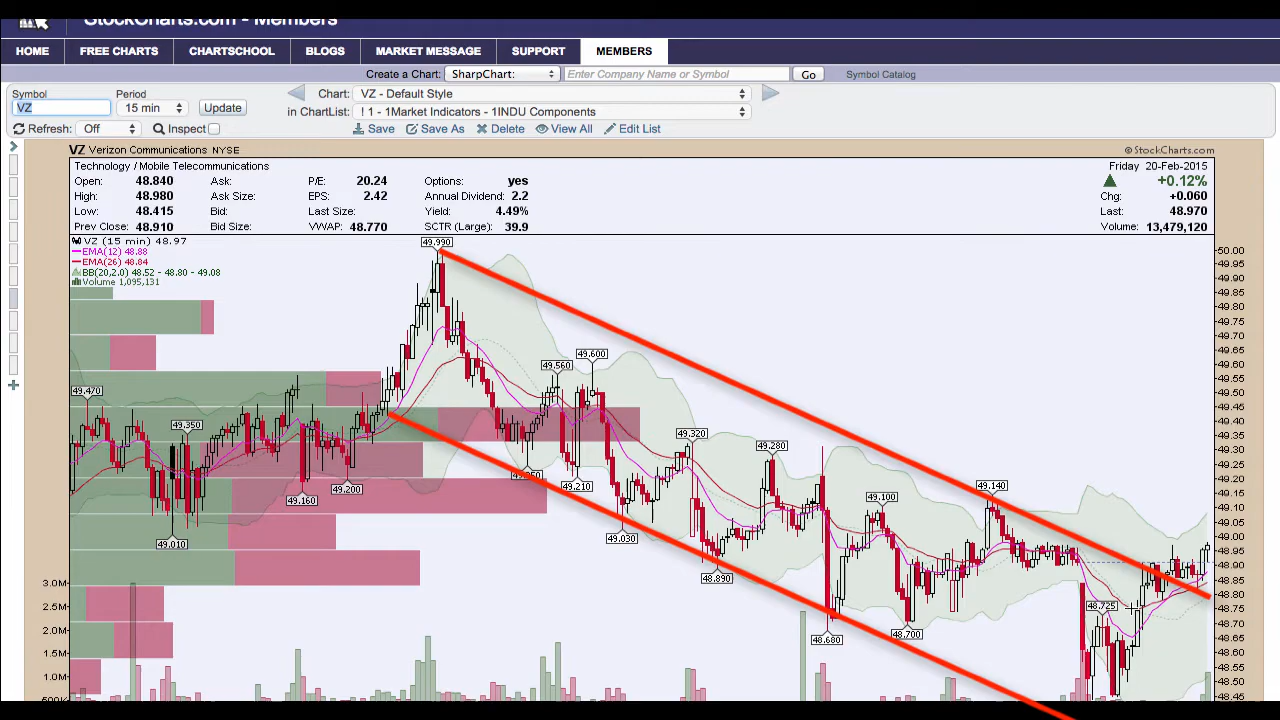 StockCharts.com - Members
HOME FREE CHARTS CHARTSCHOOL BLOGS MARKET MESSAGE SUPPORT MEMBERS
Create a Chart: SharpChart: Enter Company Name or Symbol Go Symbol Catalog
Symbol Period Chart: VZ - Default Style
VZ 15 min Update in ChartList: ! 1 - 1Market Indicators - 1INDU Components
Refresh: Off Inspect Save Save As Delete View All Edit List
VZ Verizon Communications NYSE © StockCharts.com
Technology / Mobile Telecommunications Friday 20-Feb-2015
Open: 48.840 Ask: P/E: 20.24 Options: yes +0.12%
High: 48.980 Ask Size: EPS: 2.42 Annual Dividend: 2.2 Chg: +0.060
Low: 48.415 Bid: Last Size: Yield: 4.49% Last: 48.970
Prev Close: 48.910 Bid Size: VWAP: 48.770 SCTR (Large): 39.9 Volume: 13,479,120
VZ (15 min) 48.97
EMA(12) 48.88
EMA(26) 48.84
BB(20,2.0) 48.52 - 48.80 - 49.08
Volume 1,095,131
49.990
49.600
49.560
49.470
49.350
49.320
49.280
49.210
49.200
49.160
49.140
49.100
49.030
49.010
48.890
48.725
48.700
48.680
50.00
49.95
49.90
49.85
49.80
49.75
49.70
49.65
49.60
49.55
49.50
49.45
49.40
49.35
49.30
49.25
49.20
49.15
49.10
49.05
49.00
48.95
48.90
48.85
48.80
48.75
48.70
48.65
48.60
48.55
48.50
48.45
3.0M
2.5M
2.0M
1.5M
1.0M
500K